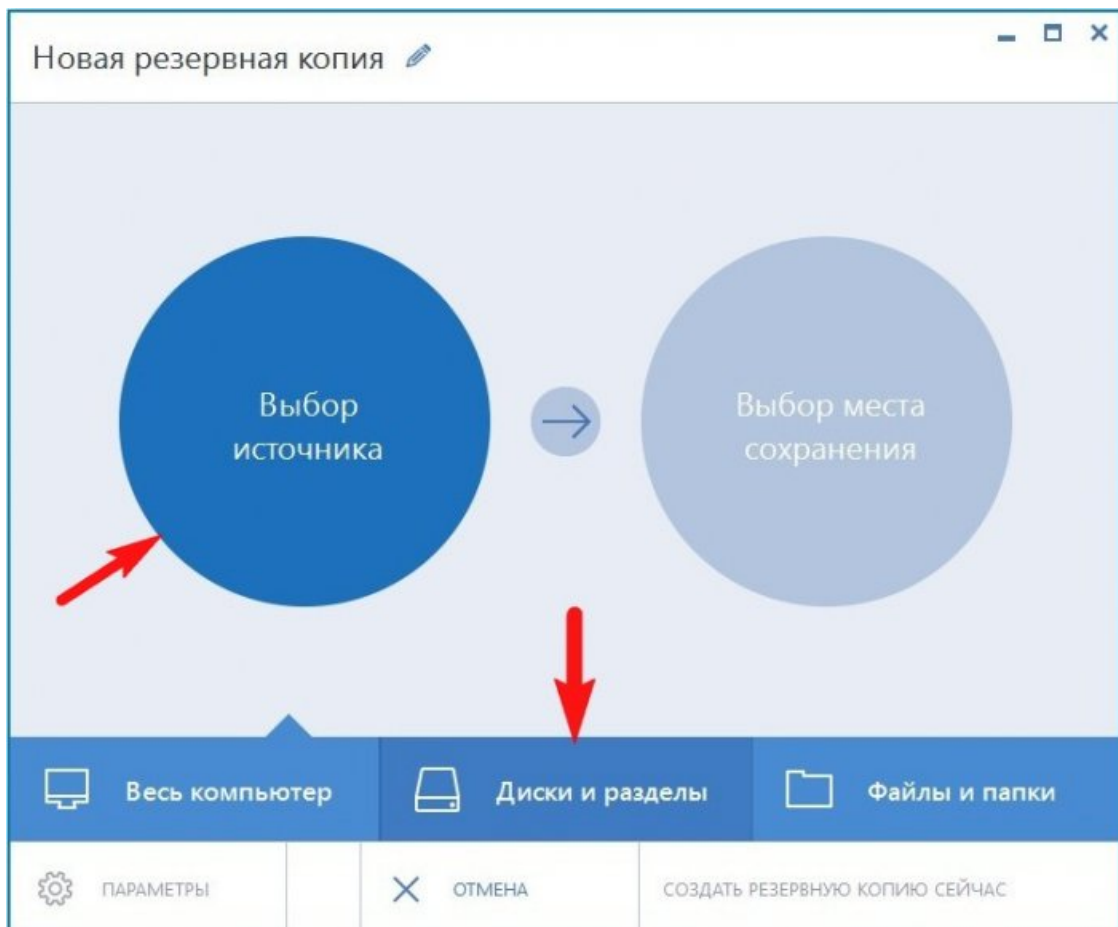 Новая резервная копия
Выбор
источника
Выбор места
сохранения
Весь компьютер
Диски и разделы
Файлы и папки
ПАРАМЕТРЫ
ОТМЕНА
СОЗДАТЬ РЕЗЕРВНУЮ КОПИЮ СЕЙЧАС